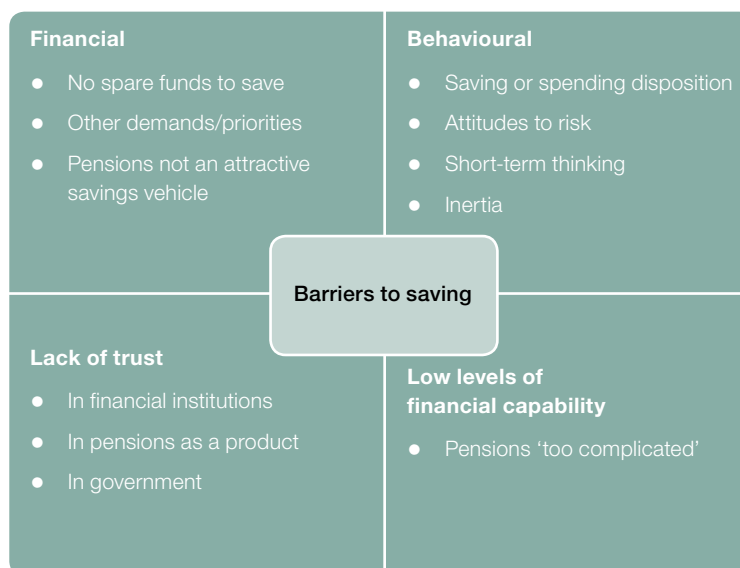 Financial
● No spare funds to save
● Other demands/priorities
● Pensions not an attractive
savings vehicle
Behavioural
● Saving or spending disposition
● Attitudes to risk
● Short-term thinking
● Inertia
Barriers to saving
Lack of trust
● In financial institutions
● In pensions as a product
● In government
Low levels of
financial capability
● Pensions ‘too complicated’